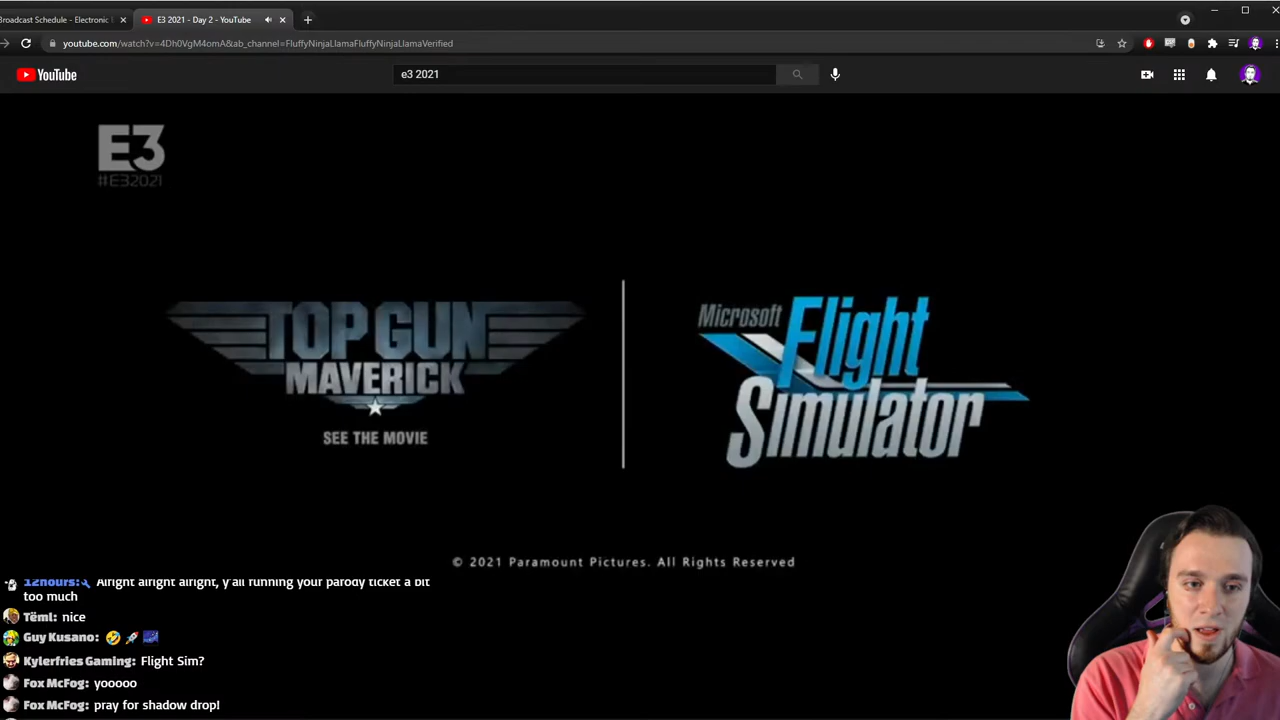 Broadcast Schedule - Electronic
E3 2021 - Day 2 - YouTube
youtube.com/watch?v=4Dh0VgM4omA&ab_channel=FluffyNinjaLlamaFluffyNinjaLlamaVerified
YouTube
e3 2021
E3
#E32021
TOP GUN
MAVERICK
SEE THE MOVIE
Microsoft
Flight
Simulator
© 2021 Paramount Pictures. All Rights Reserved
12hours: Alright alright alright, y'all running your parody ticket a bit
too much
Tëml: nice
Guy Kusano: 🤣 🚀 🌌
Kylerfries Gaming: Flight Sim?
Fox McFog: yooooo
Fox McFog: pray for shadow drop!